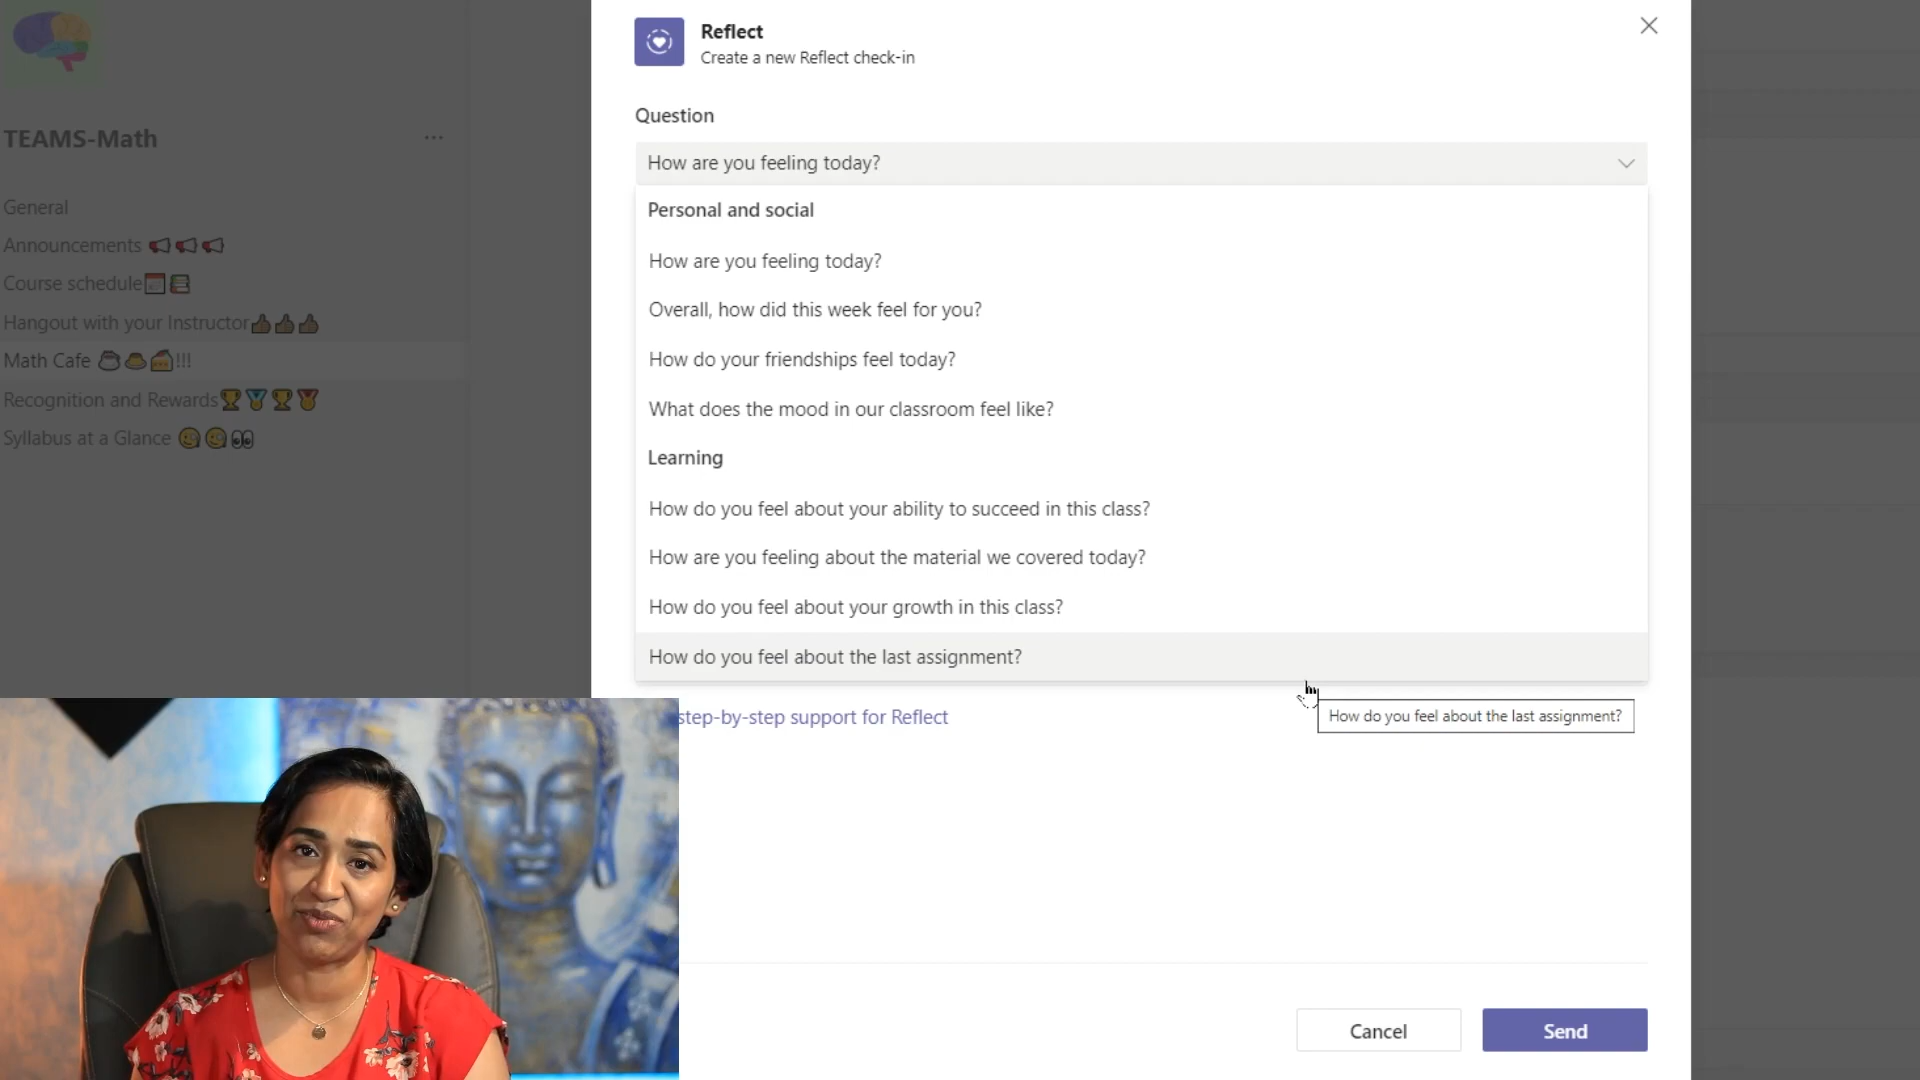 TEAMS-Math
...
General
Announcements 📢📢📢
Course schedule📅📚
Hangout with your Instructor👍🏾👍🏾👍🏾
Math Cafe ☕🍮🍰!!!
Recognition and Rewards🏆🏅🏆🏅
Syllabus at a Glance 🧐🧐👀
Reflect
Create a new Reflect check-in
Question
How are you feeling today?
Personal and social
How are you feeling today?
Overall, how did this week feel for you?
How do your friendships feel today?
What does the mood in our classroom feel like?
Learning
How do you feel about your ability to succeed in this class?
How are you feeling about the material we covered today?
How do you feel about your growth in this class?
How do you feel about the last assignment?
step-by-step support for Reflect
How do you feel about the last assignment?
Cancel
Send